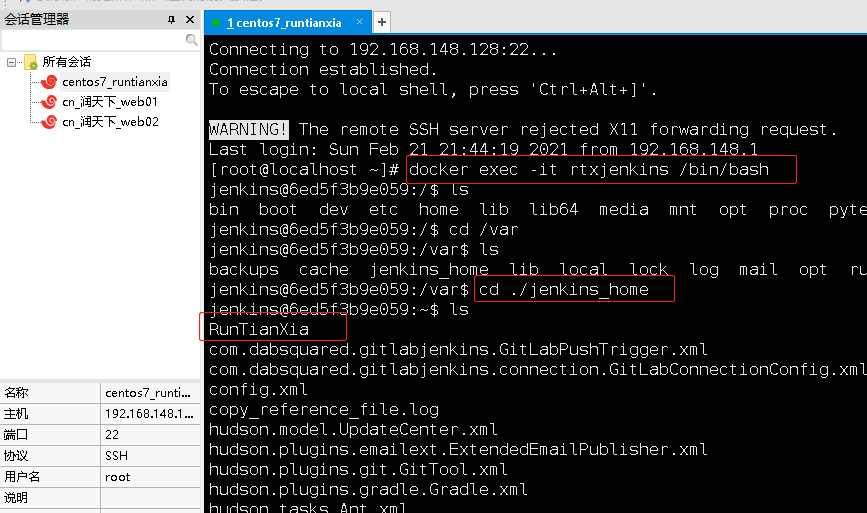 会话管理器
所有会话
centos7_runtianxia
cn_润天下_web01
cn_润天下_web02
名称 centos7_runti...
主机 192.168.148.1...
端口 22
协议 SSH
用户名 root
说明
1 centos7_runtianxia × +
Connecting to 192.168.148.128:22...
Connection established.
To escape to local shell, press 'Ctrl+Alt+]'.
WARNING! The remote SSH server rejected X11 forwarding request.
Last login: Sun Feb 21 21:44:19 2021 from 192.168.148.1
[root@localhost ~]# docker exec -it rtxjenkins /bin/bash
jenkins@6ed5f3b9e059:/$ ls
bin boot dev etc home lib lib64 media mnt opt proc pyte
jenkins@6ed5f3b9e059:/$ cd /var
jenkins@6ed5f3b9e059:/var$ ls
backups cache jenkins_home lib local lock log mail opt ru
jenkins@6ed5f3b9e059:/var$ cd ./jenkins_home
jenkins@6ed5f3b9e059:~$ ls
RunTianXia
com.dabsquared.gitlabjenkins.GitLabPushTrigger.xml
com.dabsquared.gitlabjenkins.connection.GitLabConnectionConfig.xml
config.xml
copy_reference_file.log
hudson.model.UpdateCenter.xml
hudson.plugins.emailext.ExtendedEmailPublisher.xml
hudson.plugins.git.GitTool.xml
hudson.plugins.gradle.Gradle.xml
hudson.tasks.Ant.xml